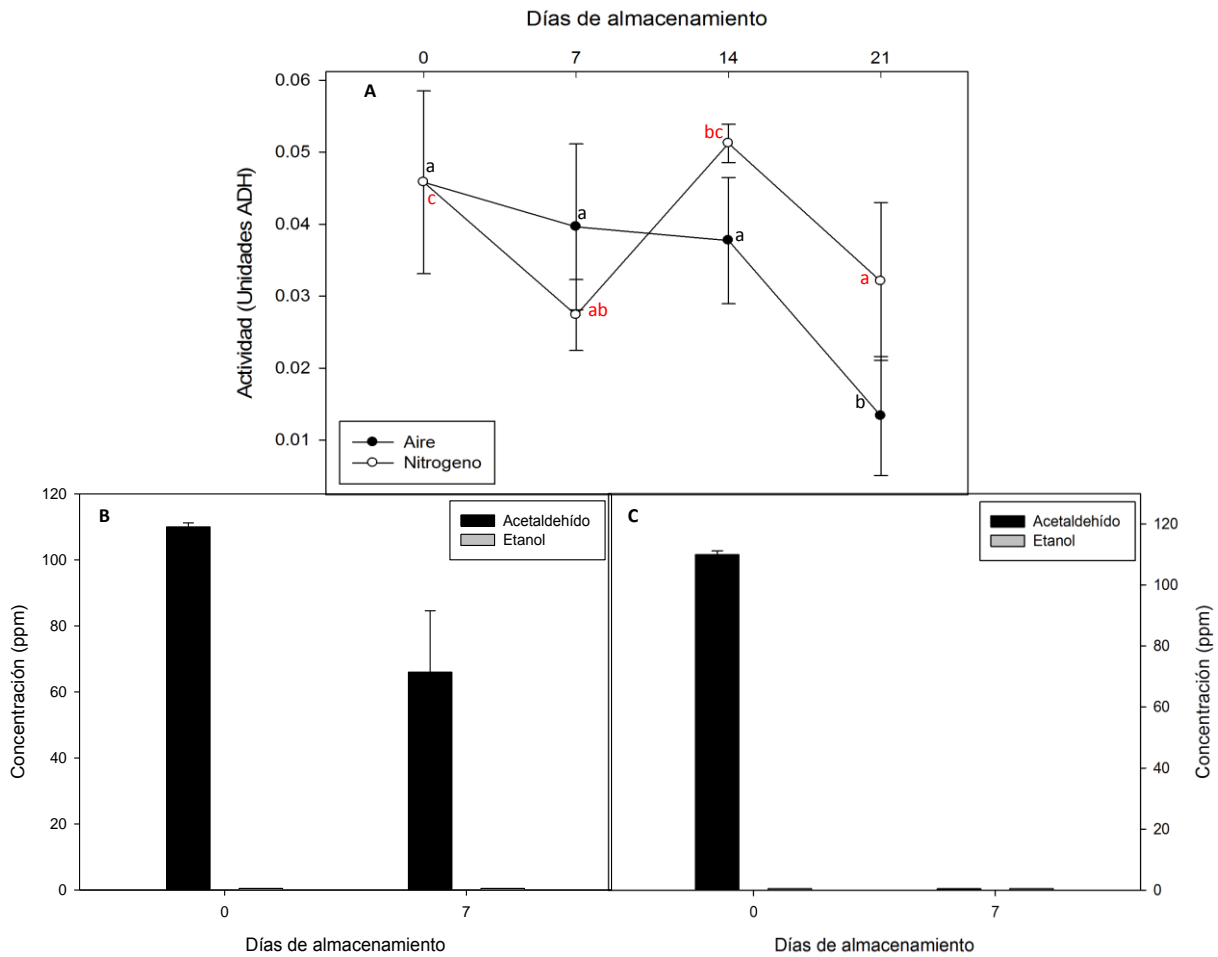 Días de almacenamiento
0 7 14 21
A
0.06
0.05
0.04
0.03
0.02
0.01
Actividad (Unidades ADH)
a
c
a
ab
bc
a
a
b
Aire
Nitrogeno
B
120
100
80
60
40
20
0
Concentración (ppm)
Acetaldehído
Etanol
0 7
Días de almacenamiento
C
Acetaldehído
Etanol
120
100
80
60
40
20
0
Concentración (ppm)
0 7
Días de almacenamiento